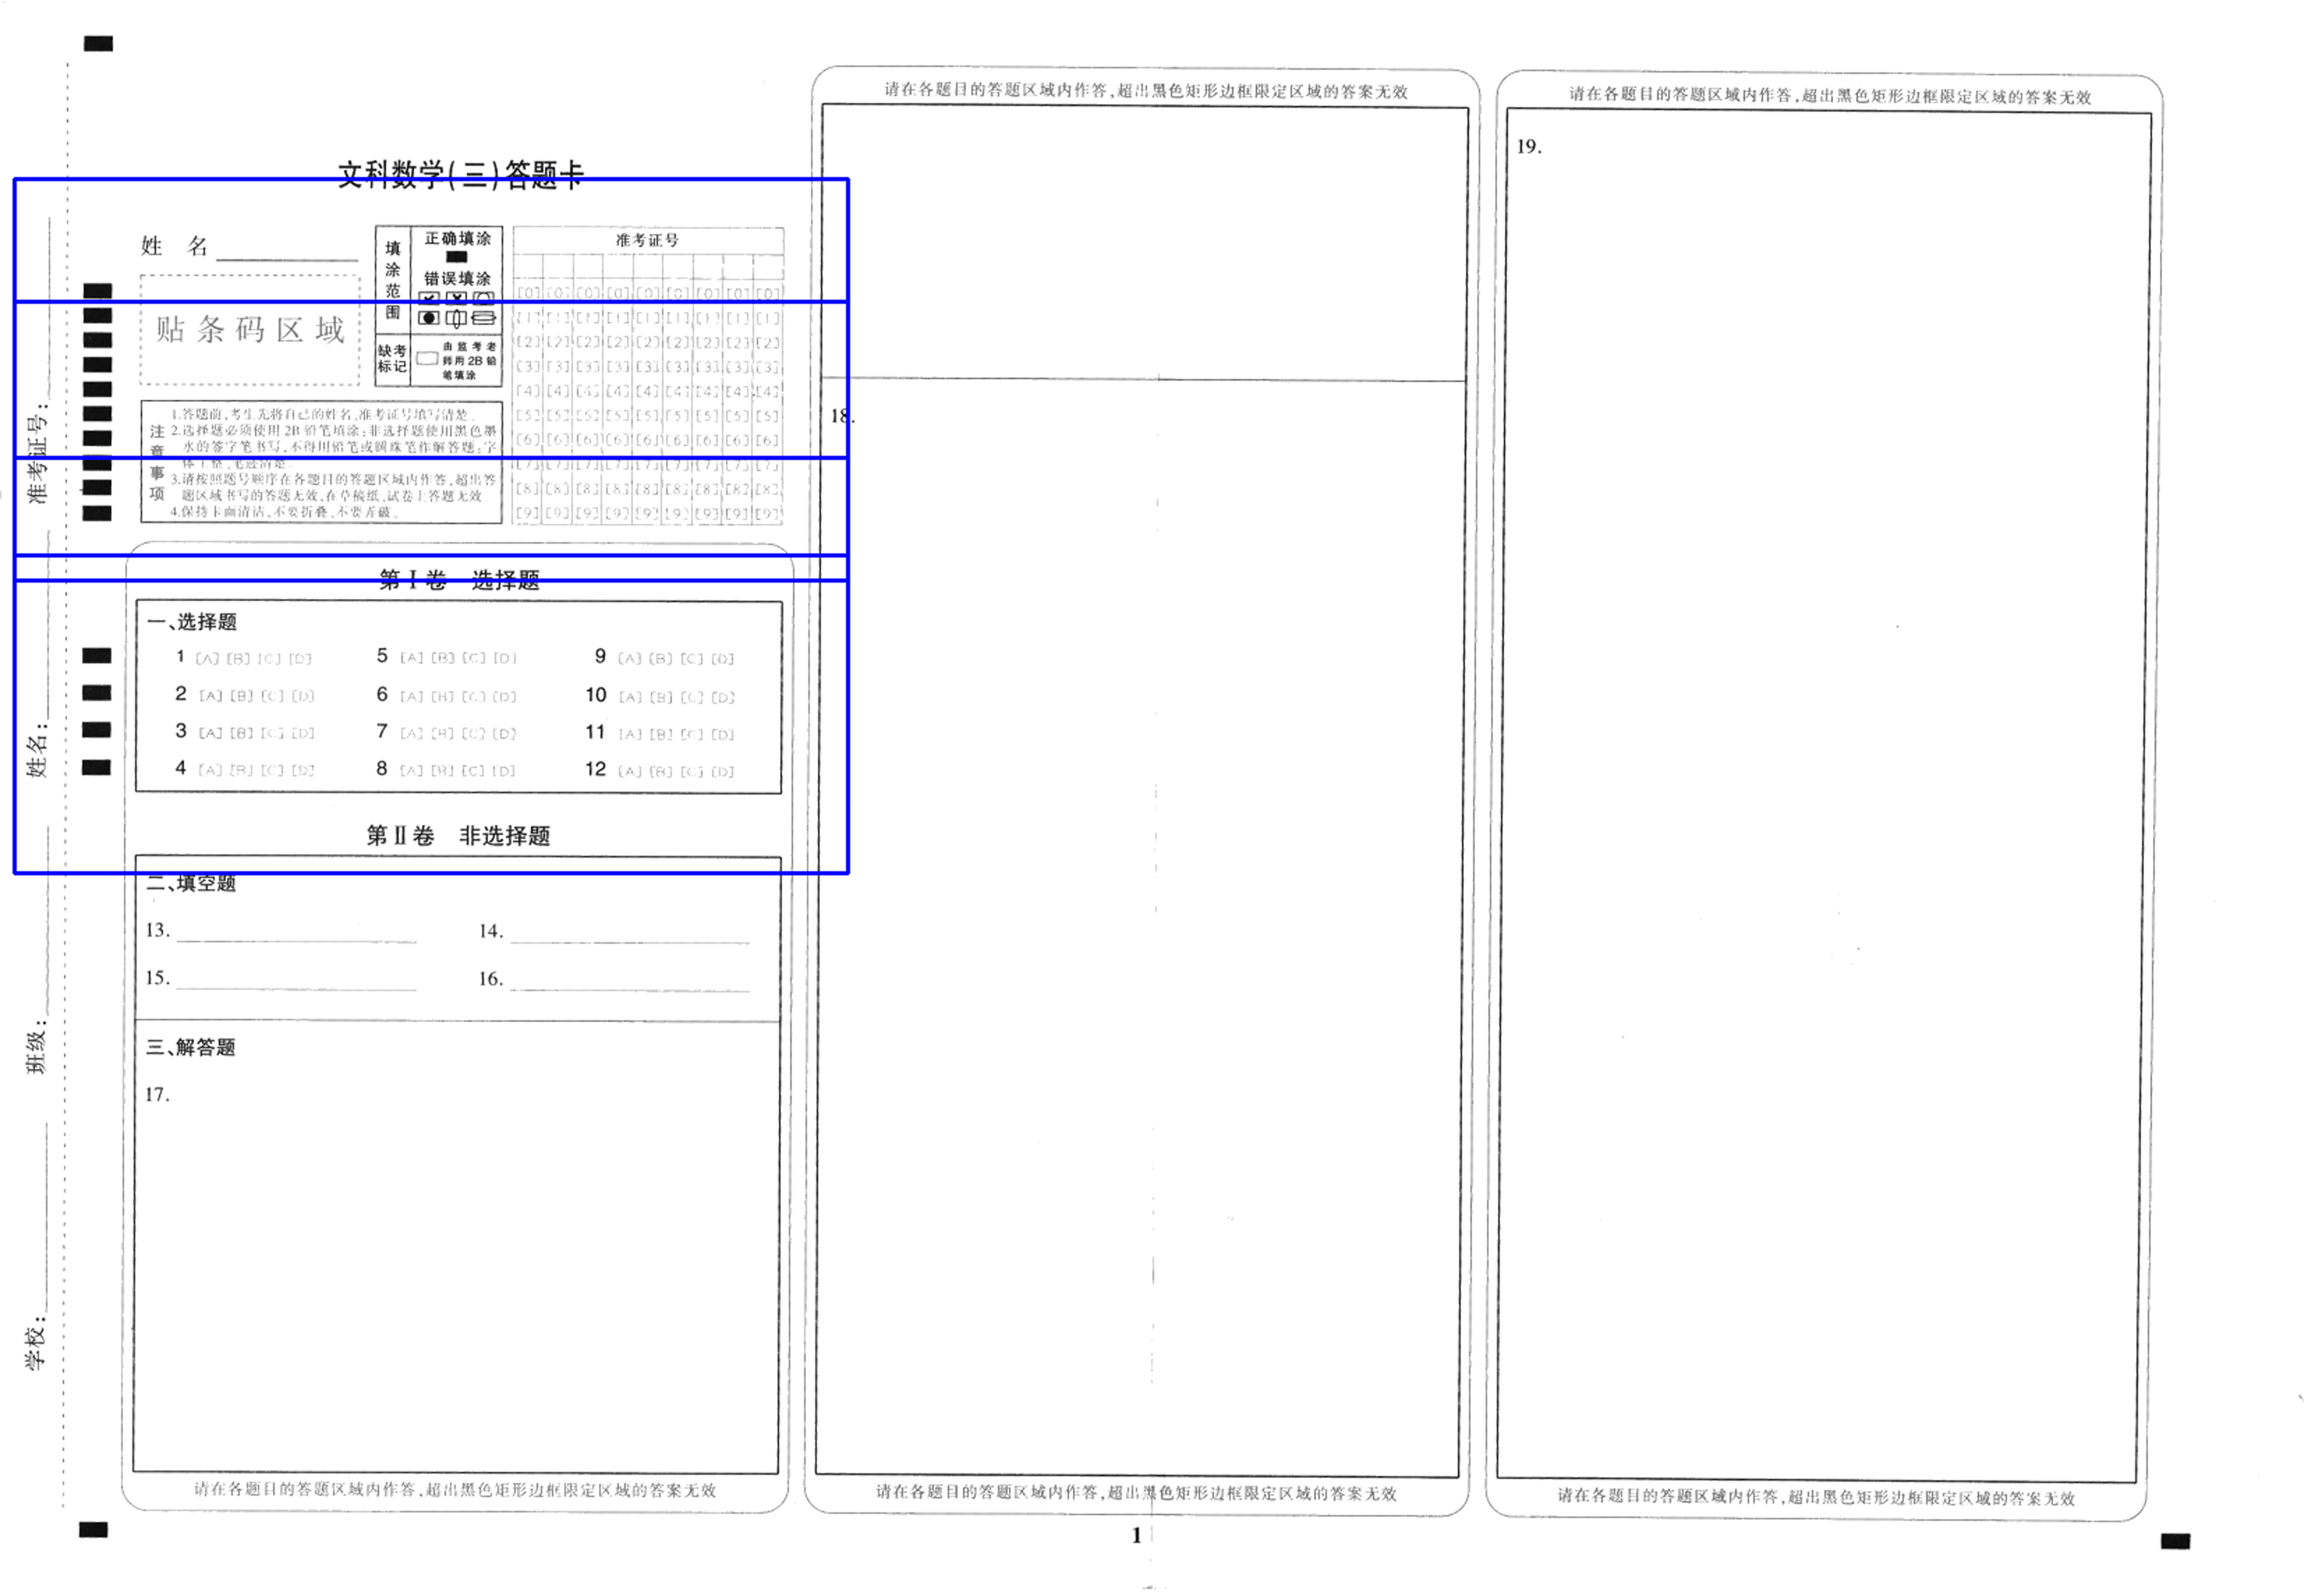 准考证号:
姓名:
班级:
学校:
文科数学(三)答题卡
姓 名
贴条码区域
填涂范围
正确填涂
错误填涂
缺考标记
由监考老
师用2B铅
笔填涂
准考证号
[0] [0] [0] [0] [0] [0] [0] [0] [0]
[1] [1] [1] [1] [1] [1] [1] [1] [1]
[2] [2] [2] [2] [2] [2] [2] [2] [2]
[3] [3] [3] [3] [3] [3] [3] [3] [3]
[4] [4] [4] [4] [4] [4] [4] [4] [4]
[5] [5] [5] [5] [5] [5] [5] [5] [5]
[6] [6] [6] [6] [6] [6] [6] [6] [6]
[7] [7] [7] [7] [7] [7] [7] [7] [7]
[8] [8] [8] [8] [8] [8] [8] [8] [8]
[9] [9] [9] [9] [9] [9] [9] [9] [9]
注意事项
1.答题前,考生先将自己的姓名,准考证号填写清楚.
2.选择题必须使用2B铅笔填涂;非选择题使用黑色墨
水的签字笔书写,不得用铅笔或圆珠笔作解答题;字
体工整、笔迹清楚.
3.请按照题号顺序在各题目的答题区域内作答,超出答
题区域书写的答题无效,在草稿纸,试卷上答题无效
4.保持卡面清洁,不要折叠,不要弄破。
第Ⅰ卷 选择题
一、选择题
1 [A] [B] [C] [D] 5 [A] [B] [C] [D] 9 [A] [B] [C] [D]
2 [A] [B] [C] [D] 6 [A] [B] [C] [D] 10 [A] [B] [C] [D]
3 [A] [B] [C] [D] 7 [A] [B] [C] [D] 11 [A] [B] [C] [D]
4 [A] [B] [C] [D] 8 [A] [B] [C] [D] 12 [A] [B] [C] [D]
第Ⅱ卷 非选择题
二、填空题
13. 14.
15. 16.
三、解答题
17.
请在各题目的答题区域内作答,超出黑色矩形边框限定区域的答案无效
请在各题目的答题区域内作答,超出黑色矩形边框限定区域的答案无效
18.
请在各题目的答题区域内作答,超出黑色矩形边框限定区域的答案无效
请在各题目的答题区域内作答,超出黑色矩形边框限定区域的答案无效
19.
请在各题目的答题区域内作答,超出黑色矩形边框限定区域的答案无效
1